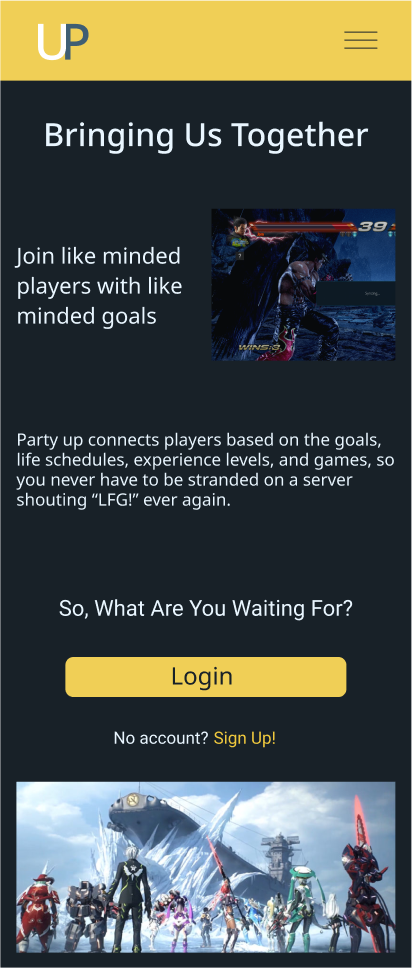 UP
Bringing Us Together
39
Join like minded
players with like
minded goals
WINS:3
Party up connects players based on the goals,
life schedules, experience levels, and games, so
you never have to be stranded on a server
shouting “LFG!” ever again.
So, What Are You Waiting For?
Login
No account? Sign Up!